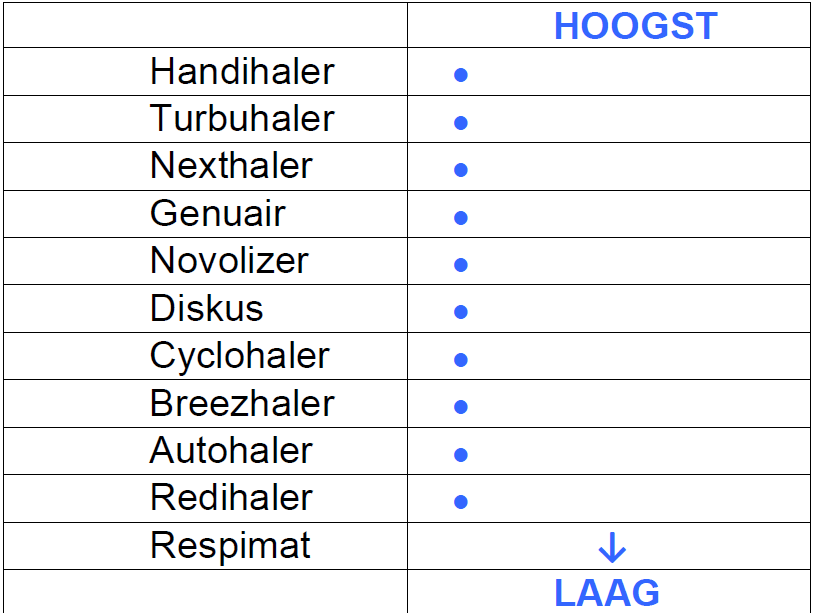 HOOGST
Handihaler •
Turbuhaler •
Nexthaler •
Genuair •
Novolizer •
Diskus •
Cyclohaler •
Breezhaler •
Autohaler •
Redihaler •
Respimat ↓
LAAG